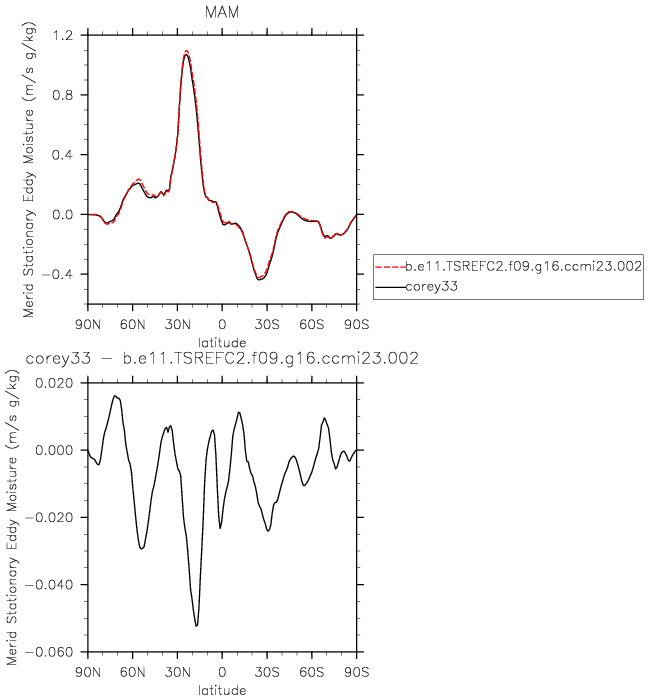 MAM
Merid Stationary Eddy Moisture (m/s g/kg)
1.2
0.8
0.4
0.0
−0.4
90N 60N 30N 0 30S 60S 90S
latitude
b.e11.TSREFC2.f09.g16.ccmi23.002
corey33
corey33 − b.e11.TSREFC2.f09.g16.ccmi23.002
Merid Stationary Eddy Moisture (m/s g/kg)
0.020
0.000
−0.020
−0.040
−0.060
90N 60N 30N 0 30S 60S 90S
latitude